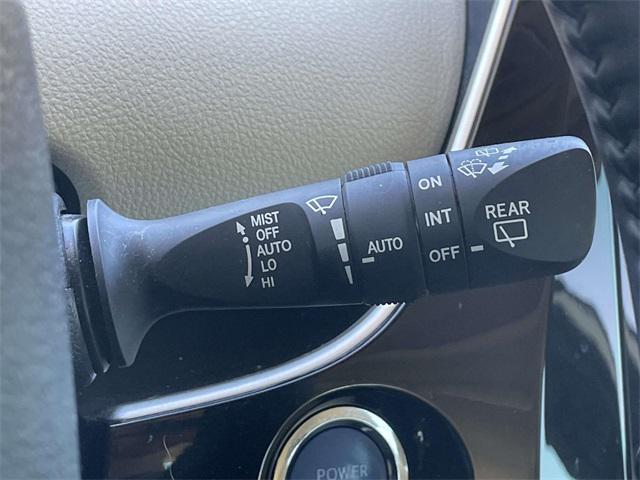 MIST
OFF
AUTO
LO
HI
AUTO
ON
INT
OFF
REAR
POWER